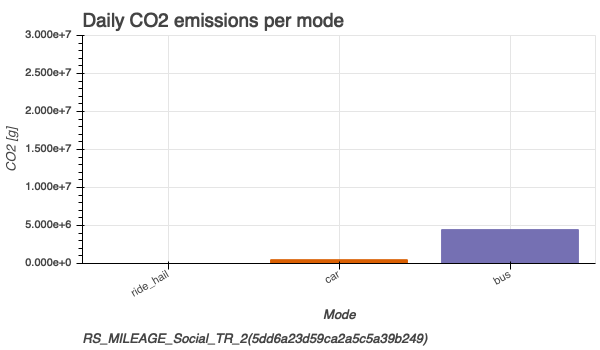 Daily CO2 emissions per mode
3.000e+7
2.500e+7
2.000e+7
1.500e+7
1.000e+7
5.000e+6
0.000e+0
CO2 [g]
ride_hail
car
bus
Mode
RS_MILEAGE_Social_TR_2(5dd6a23d59ca2a5c5a39b249)